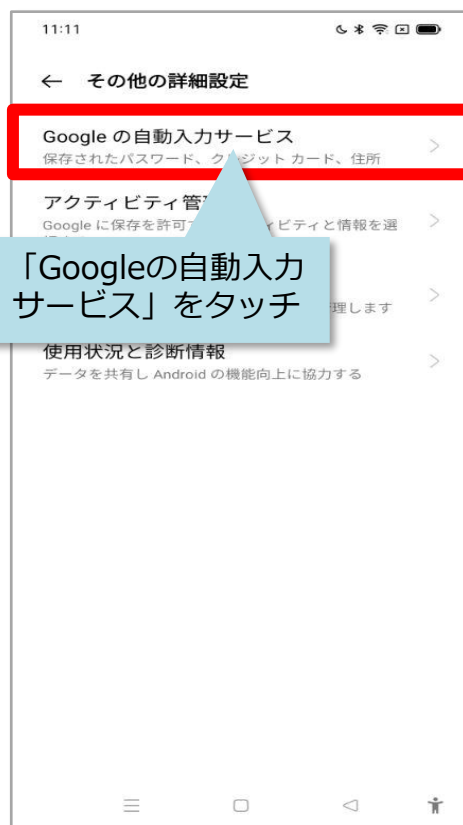 11:11
その他の詳細設定
Google の自動入力サービス
保存されたパスワード、クレジット カード、住所
アクティビティ管
Google に保存を許可 ィビティと情報を選
「Googleの自動入力
サービス」をタッチ
理します
使用状況と診断情報
データを共有し Android の機能向上に協力する